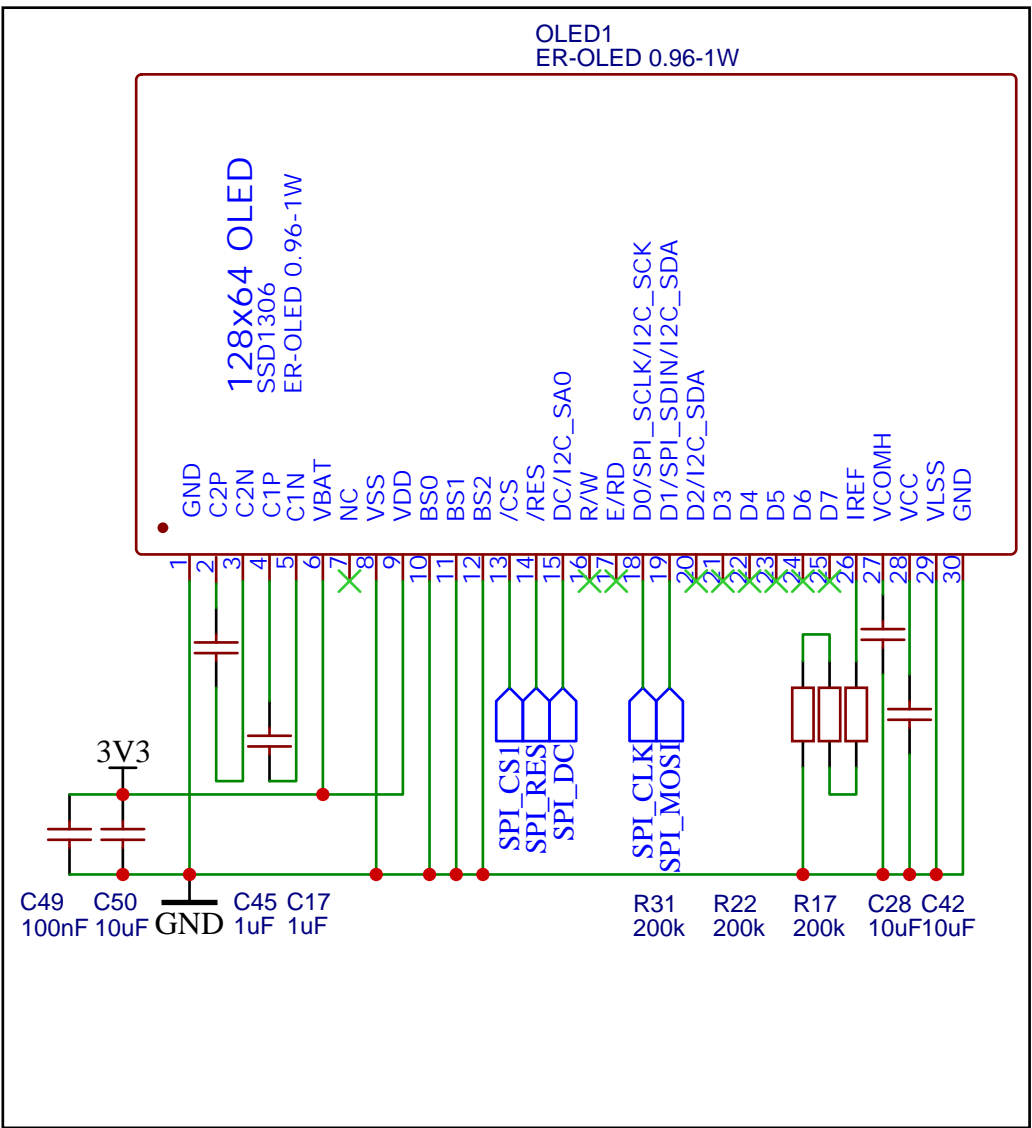 OLED1
ER-OLED 0.96-1W
128x64 OLED
SSD1306
ER-OLED 0.96-1W
GND
C2P
C2N
C1P
C1N
VBAT
NC
VSS
VDD
BS0
BS1
BS2
/CS
/RES
DC/I2C_SA0
R/W
E/RD
D0/SPI_SCLK/I2C_SCK
D1/SPI_SDIN/I2C_SDA
D2/I2C_SDA
D3
D4
D5
D6
D7
IREF
VCOMH
VCC
VLSS
GND
1
2
3
4
5
6
7
8
9
10
11
12
13
14
15
16
17
18
19
20
21
22
23
24
25
26
27
28
29
30
SPI_CS1
SPI_RES
SPI_DC
SPI_CLK
SPI_MOSI
3V3
GND
C49
100nF
C50
10uF
C45
1uF
C17
1uF
R31
200k
R22
200k
R17
200k
C28
10uF
C42
10uF